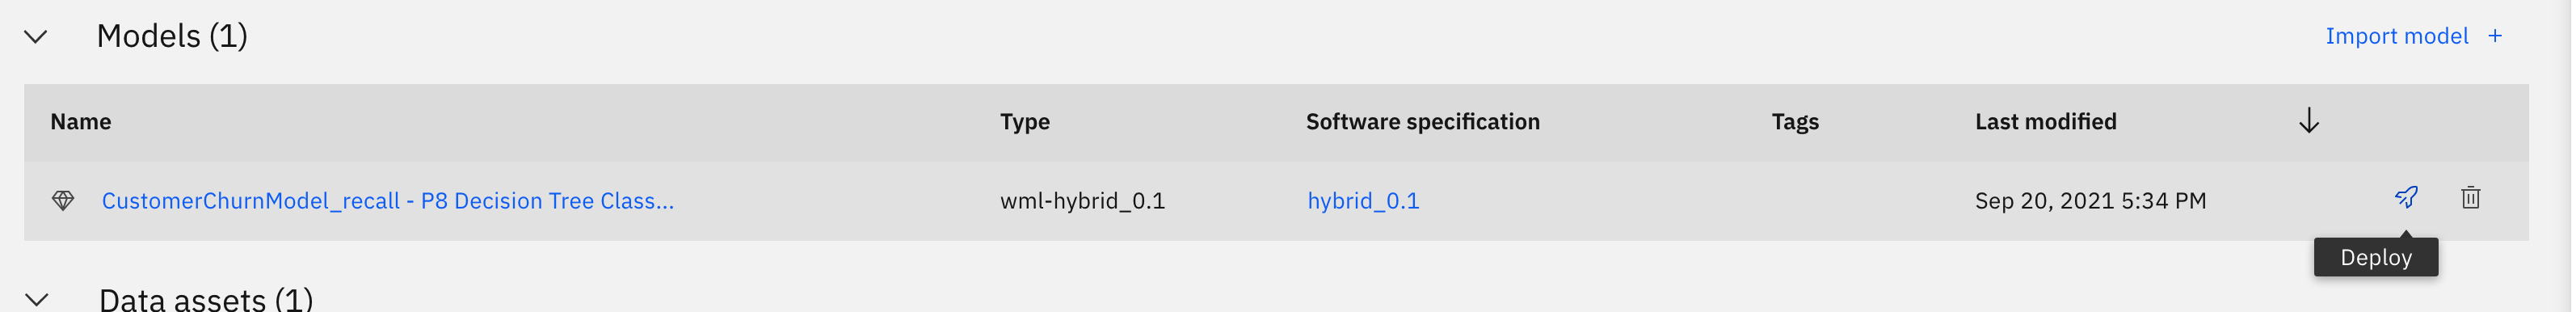 Models (1)
Import model +
Name Type Software specification Tags Last modified
CustomerChurnModel_recall - P8 Decision Tree Class... wml-hybrid_0.1 hybrid_0.1 Sep 20, 2021 5:34 PM
Deploy
Data assets (1)